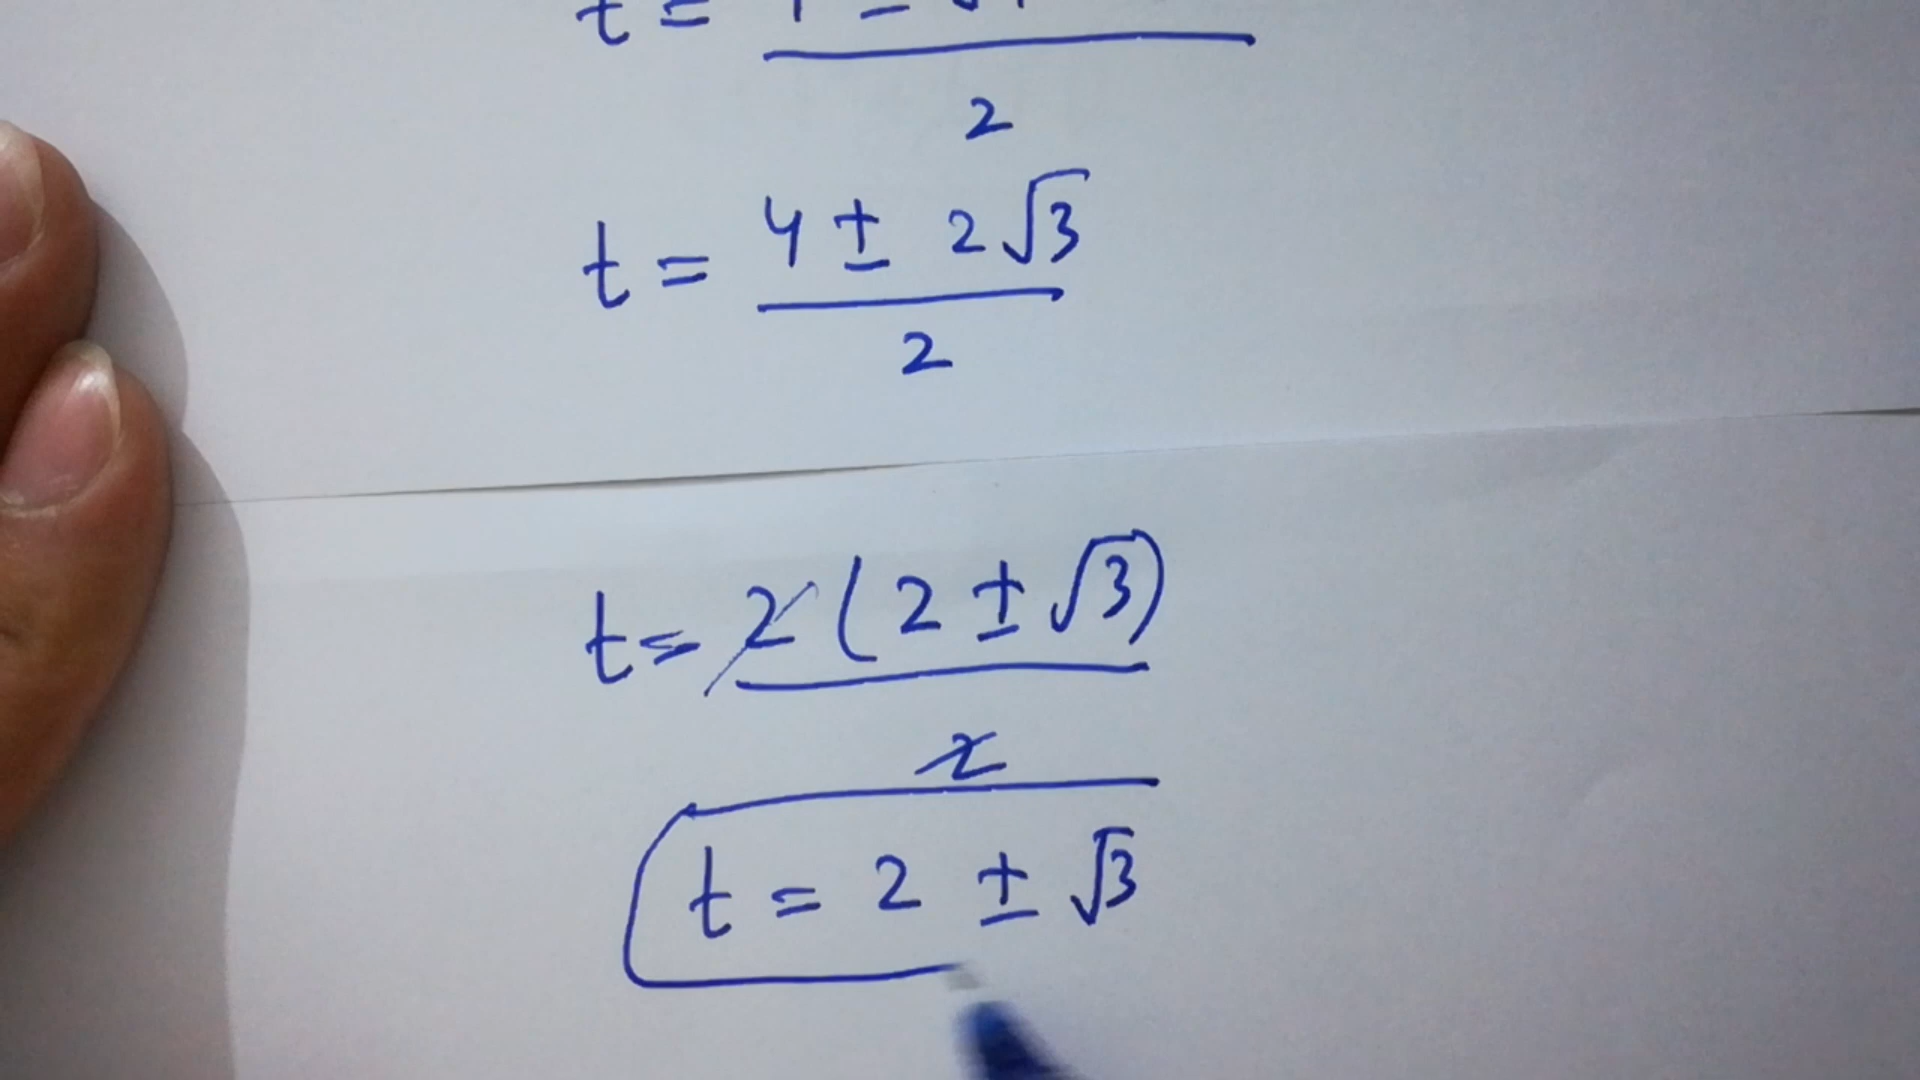 t =
2
t = 4 ± 2√3
2
t = 2 (2 ± √3)
2
t = 2 ± √3